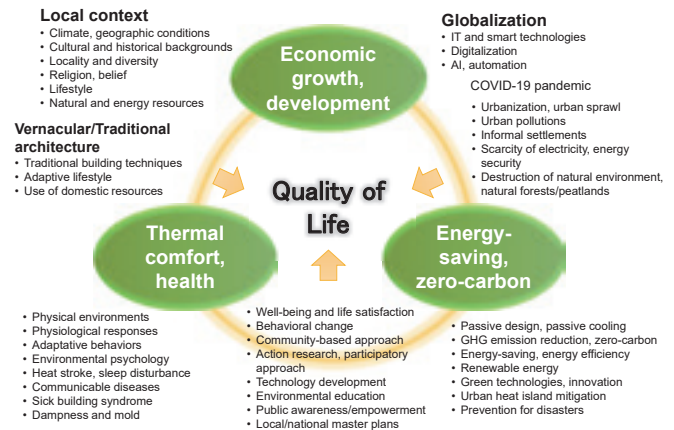 Local context
• Climate, geographic conditions
• Cultural and historical backgrounds
• Locality and diversity
• Religion, belief
• Lifestyle
• Natural and energy resources
Vernacular/Traditional
architecture
• Traditional building techniques
• Adaptive lifestyle
• Use of domestic resources
Economic
growth,
development
Globalization
• IT and smart technologies
• Digitalization
• AI, automation
COVID-19 pandemic
• Urbanization, urban sprawl
• Urban pollutions
• Informal settlements
• Scarcity of electricity, energy
security
• Destruction of natural environment,
natural forests/peatlands
Quality of
Life
Thermal
comfort,
health
Energy-
saving,
zero-carbon
• Physical environments
• Physiological responses
• Adaptative behaviors
• Environmental psychology
• Heat stroke, sleep disturbance
• Communicable diseases
• Sick building syndrome
• Dampness and mold
• Well-being and life satisfaction
• Behavioral change
• Community-based approach
• Action research, participatory
approach
• Technology development
• Environmental education
• Public awareness/empowerment
• Local/national master plans
• Passive design, passive cooling
• GHG emission reduction, zero-carbon
• Energy-saving, energy efficiency
• Renewable energy
• Green technologies, innovation
• Urban heat island mitigation
• Prevention for disasters